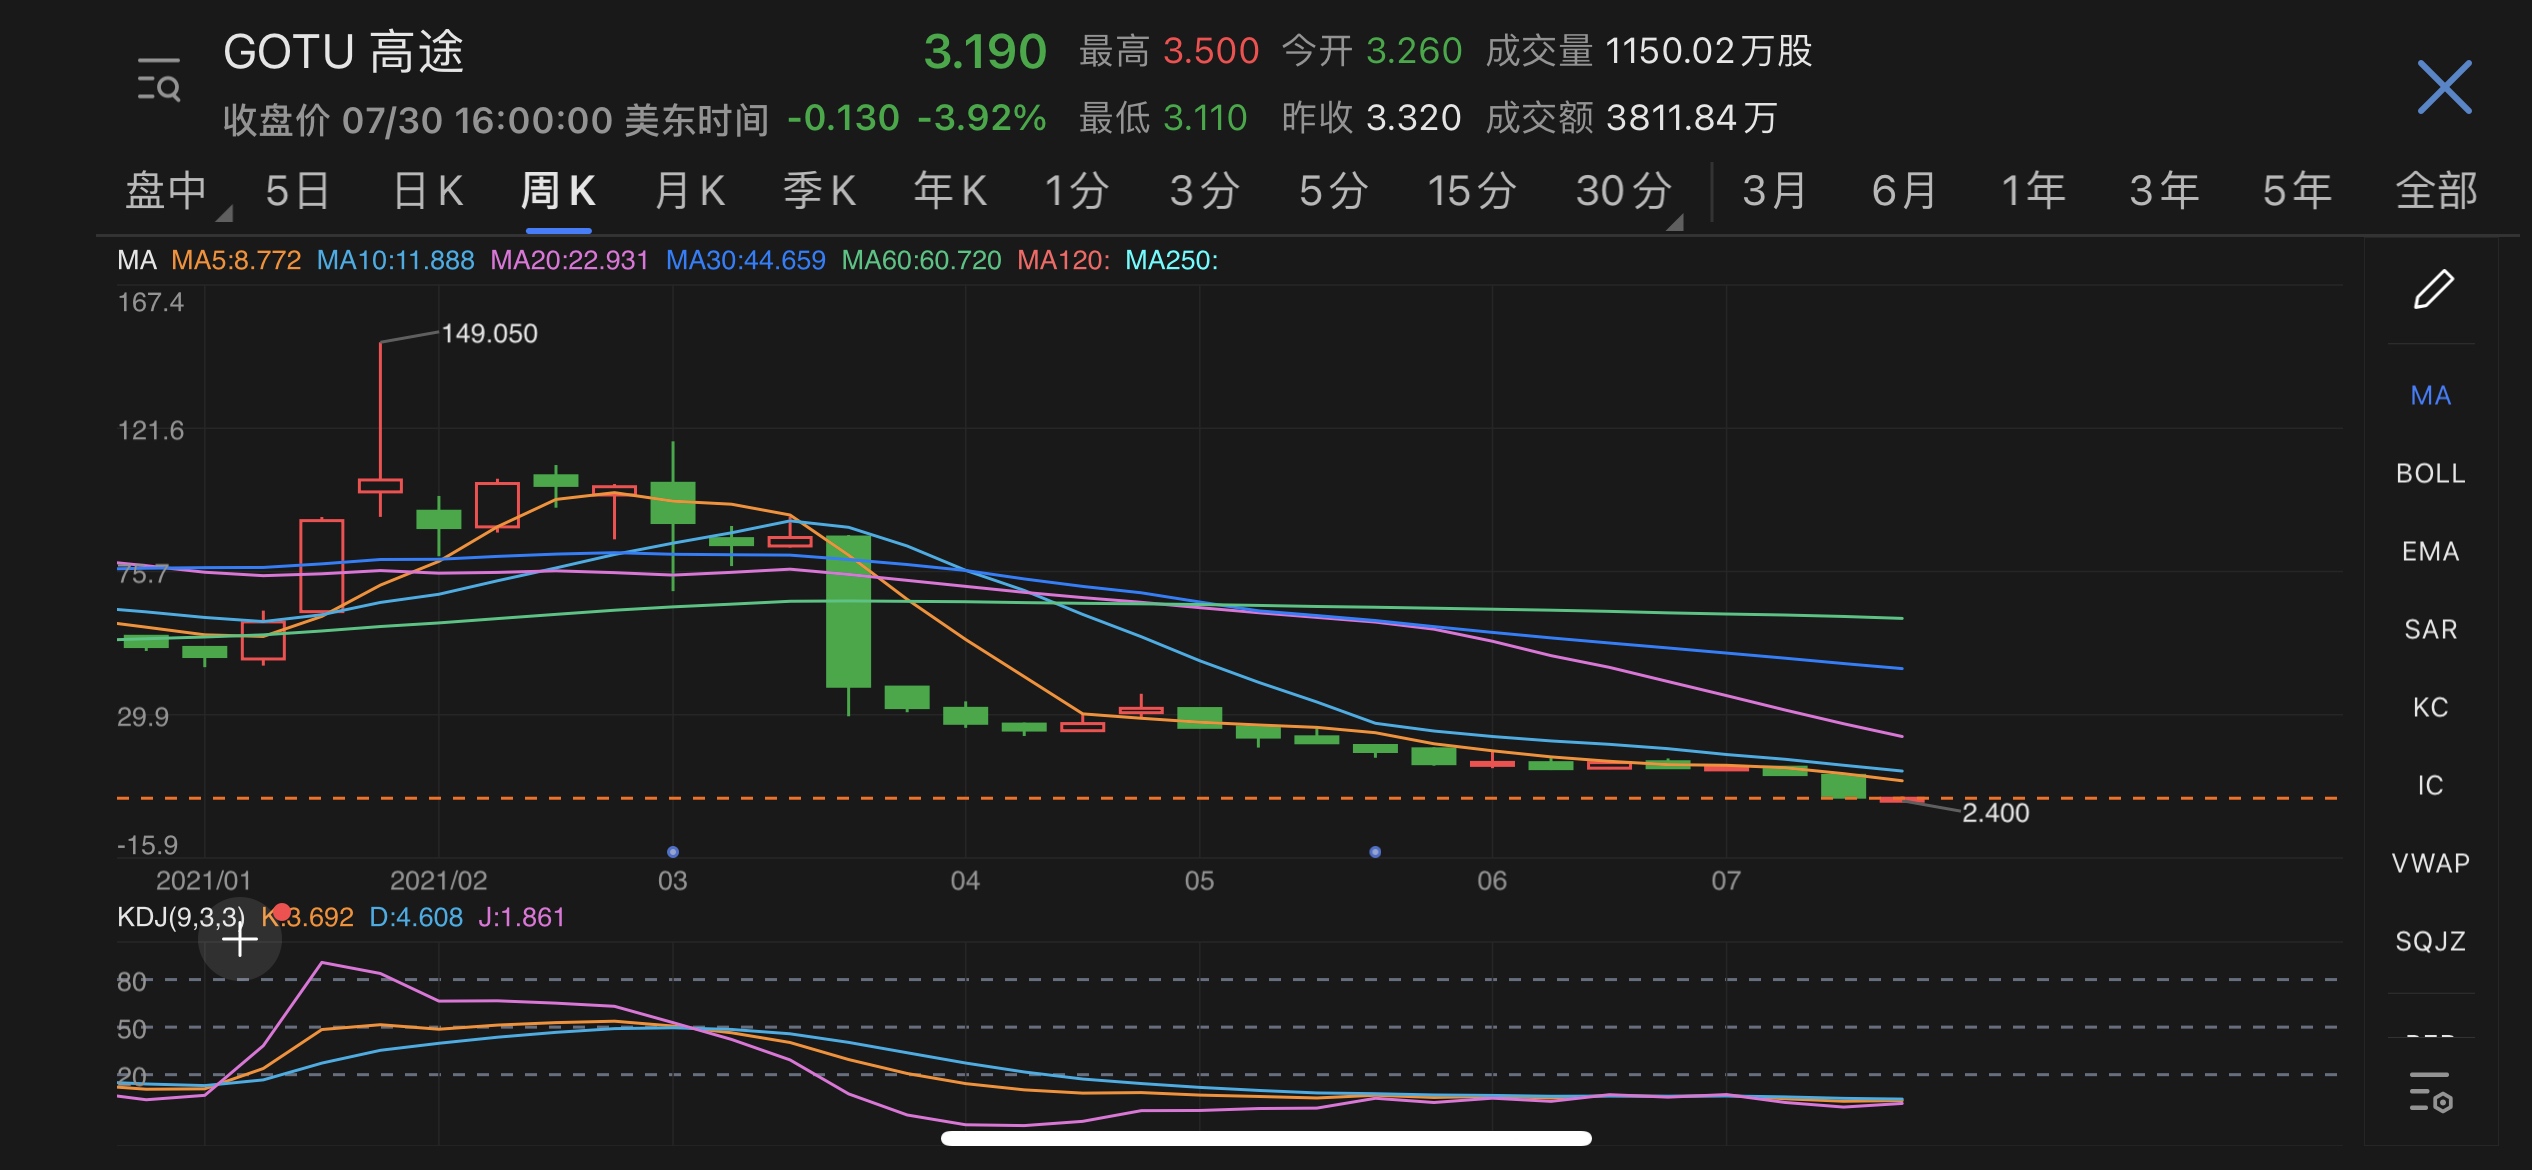 GOTU 高途
3.190 最高 3.500 今开 3.260 成交量 1150.02万股
收盘价 07/30 16:00:00 美东时间 -0.130 -3.92% 最低 3.110 昨收 3.320 成交额 3811.84万
盘中 5日 日K 周K 月K 季K 年K 1分 3分 5分 15分 30分 3月 6月 1年 3年 5年 全部
MA MA5:8.772 MA10:11.888 MA20:22.931 MA30:44.659 MA60:60.720 MA120: MA250:
167.4
149.050
121.6
75.7
29.9
2.400
-15.9
2021/01 2021/02 03 04 05 06 07
KDJ(9,3,3) K:3.692 D:4.608 J:1.861
80
50
20
MA
BOLL
EMA
SAR
KC
IC
VWAP
SQJZ